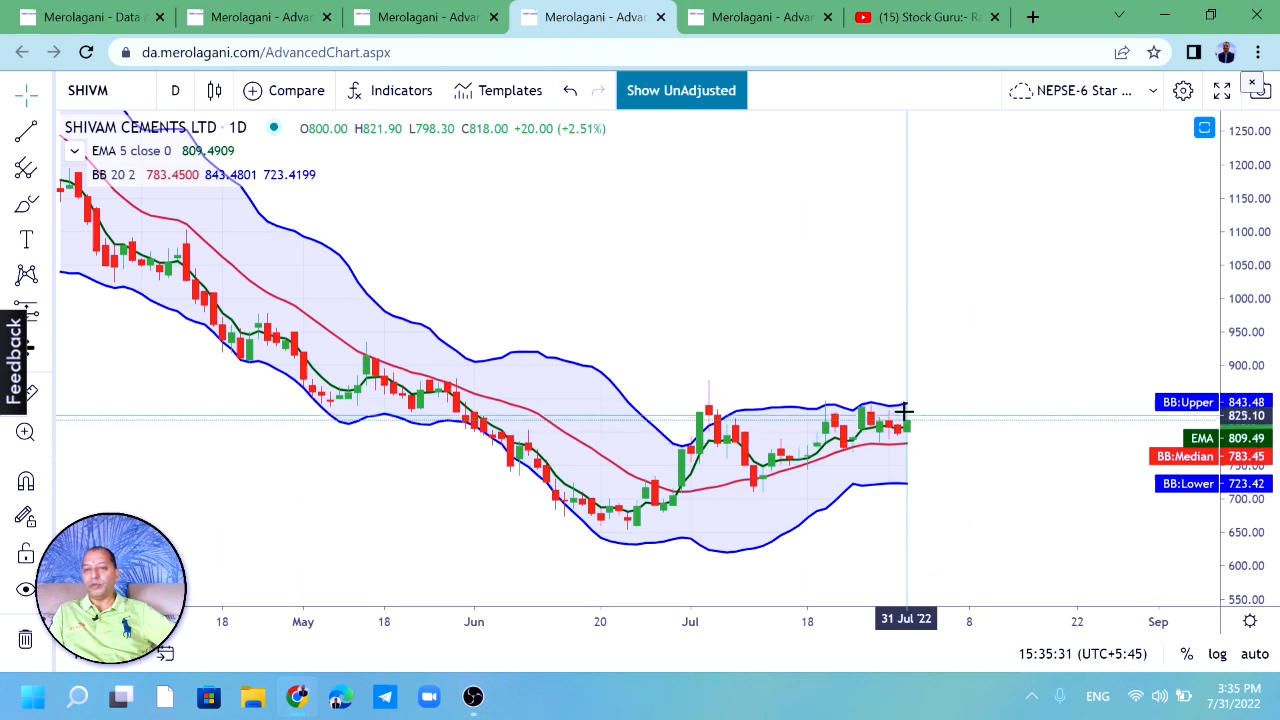 Merolagani - Data A
Merolagani - Advan
Merolagani - Advan
Merolagani - Advan
Merolagani - Advan
(15) Stock Guru:- Ra
da.merolagani.com/AdvancedChart.aspx
SHIVM D Compare Indicators Templates Show UnAdjusted NEPSE-6 Star ...
SHIVAM CEMENTS LTD · 1D O800.00 H821.90 L798.30 C818.00 +20.00 (+2.51%)
EMA 5 close 0 809.4909
BB 20 2 783.4500 843.4801 723.4199
1250.00
1200.00
1150.00
1100.00
1050.00
1000.00
950.00
900.00
BB:Upper 843.48
825.10
EMA 809.49
BB:Median 783.45
BB:Lower 723.42
700.00
650.00
600.00
550.00
Feedback
18 May 18 Jun 20 Jul 18 31 Jul '22 8 22 Sep
15:35:31 (UTC+5:45) % log auto
ENG
3:35 PM
7/31/2022